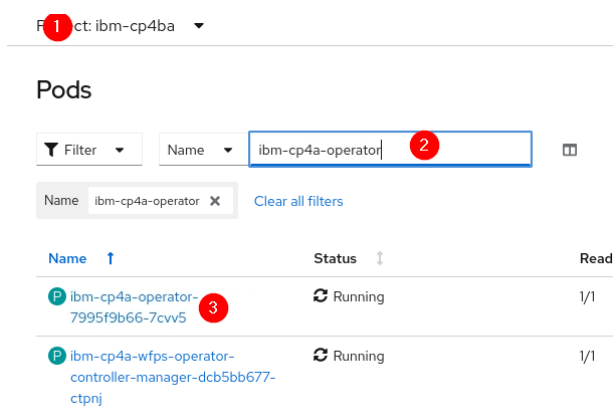 1
ct: ibm-cp4ba
Pods
Filter Name ibm-cp4a-operator 2
Name ibm-cp4a-operator Clear all filters
Name Status Read
P ibm-cp4a-operator- Running 1/1
7995f9b66-7cvv5 3
P ibm-cp4a-wfps-operator- Running 1/1
controller-manager-dcb5bb677-
ctpnj